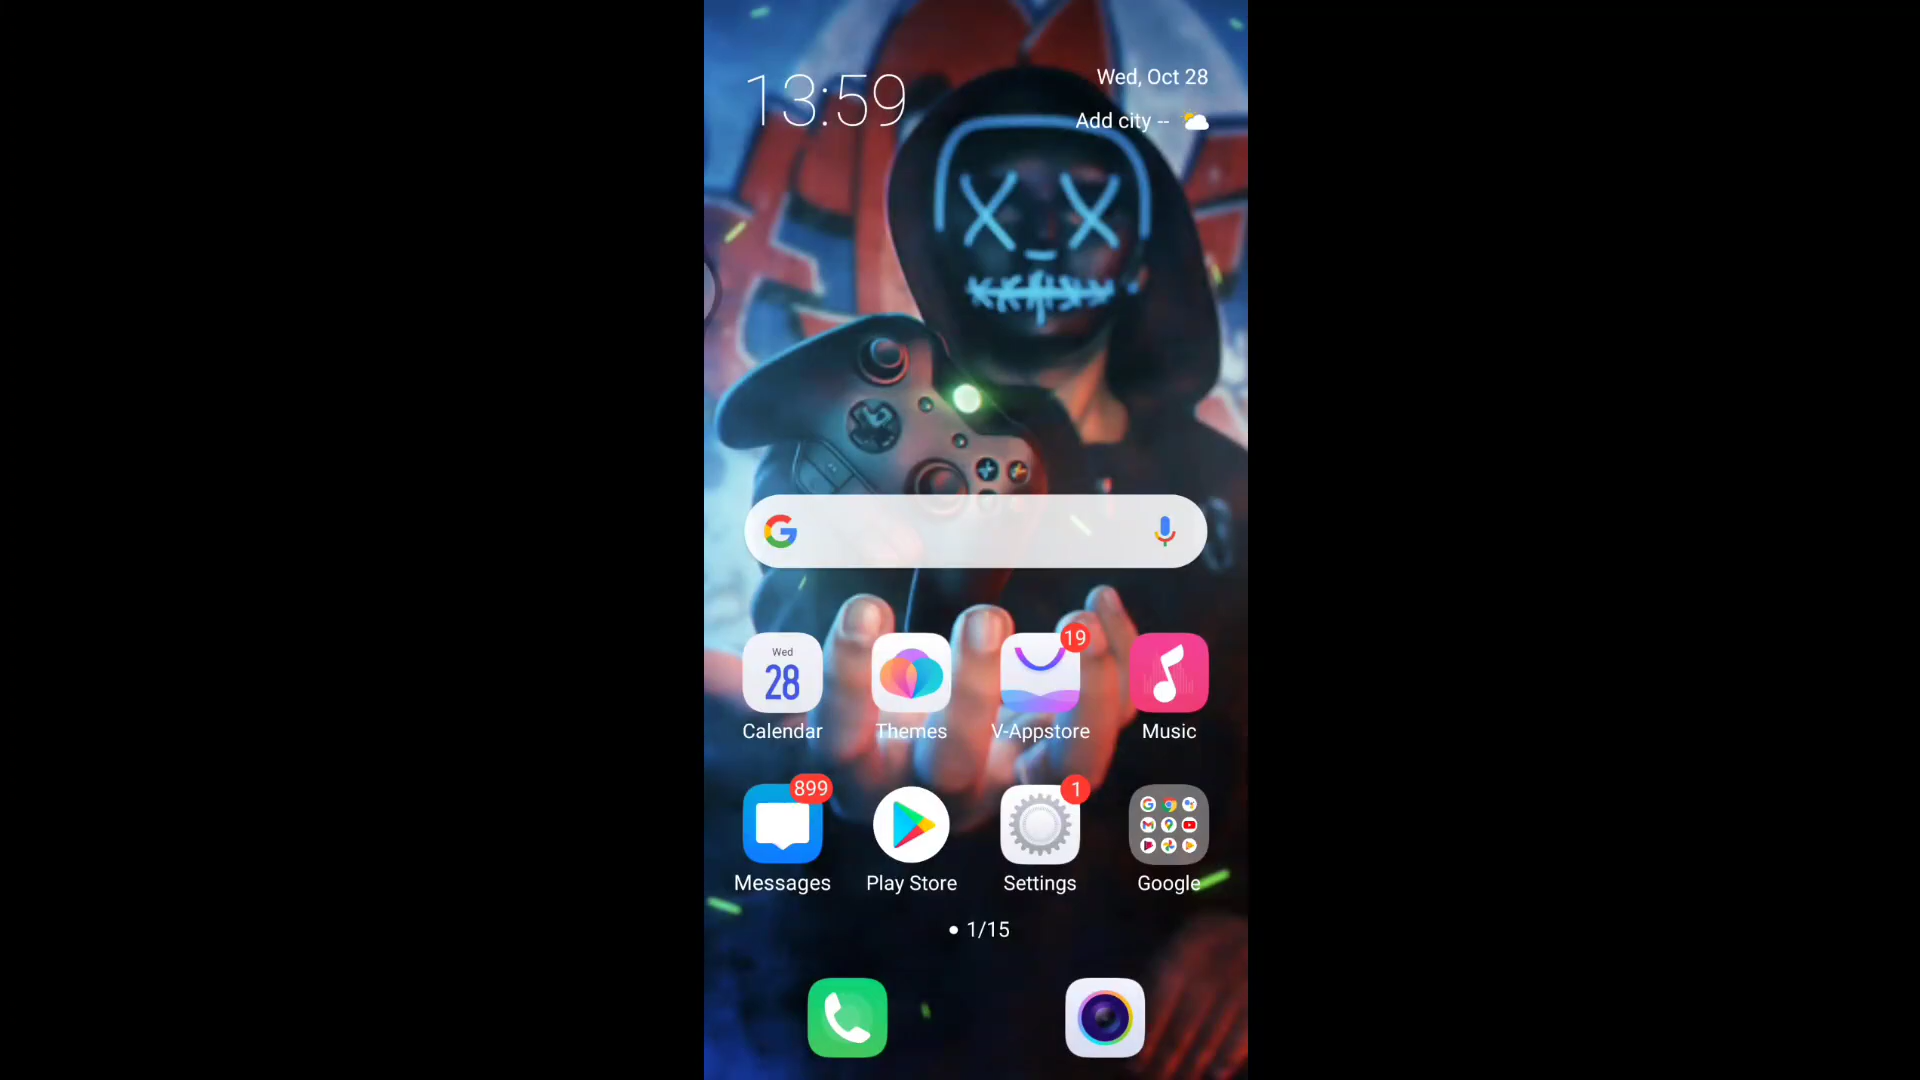 13:59
Wed, Oct 28
Add city --
Wed
28
19
Calendar
Themes
V-Appstore
Music
899
1
Messages
Play Store
Settings
Google
1/15